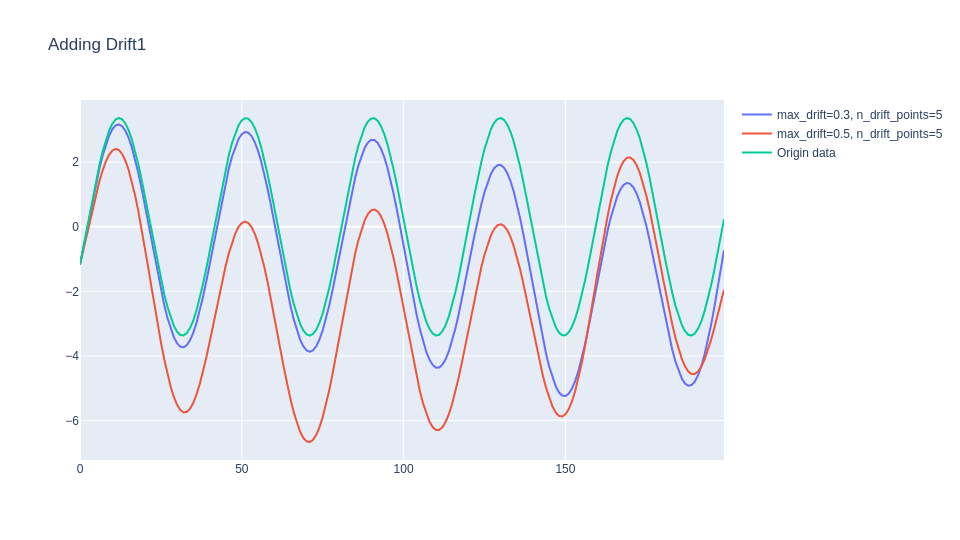 Adding Drift1
max_drift=0.3, n_drift_points=5
max_drift=0.5, n_drift_points=5
Origin data
2
0
−2
−4
−6
0 50 100 150